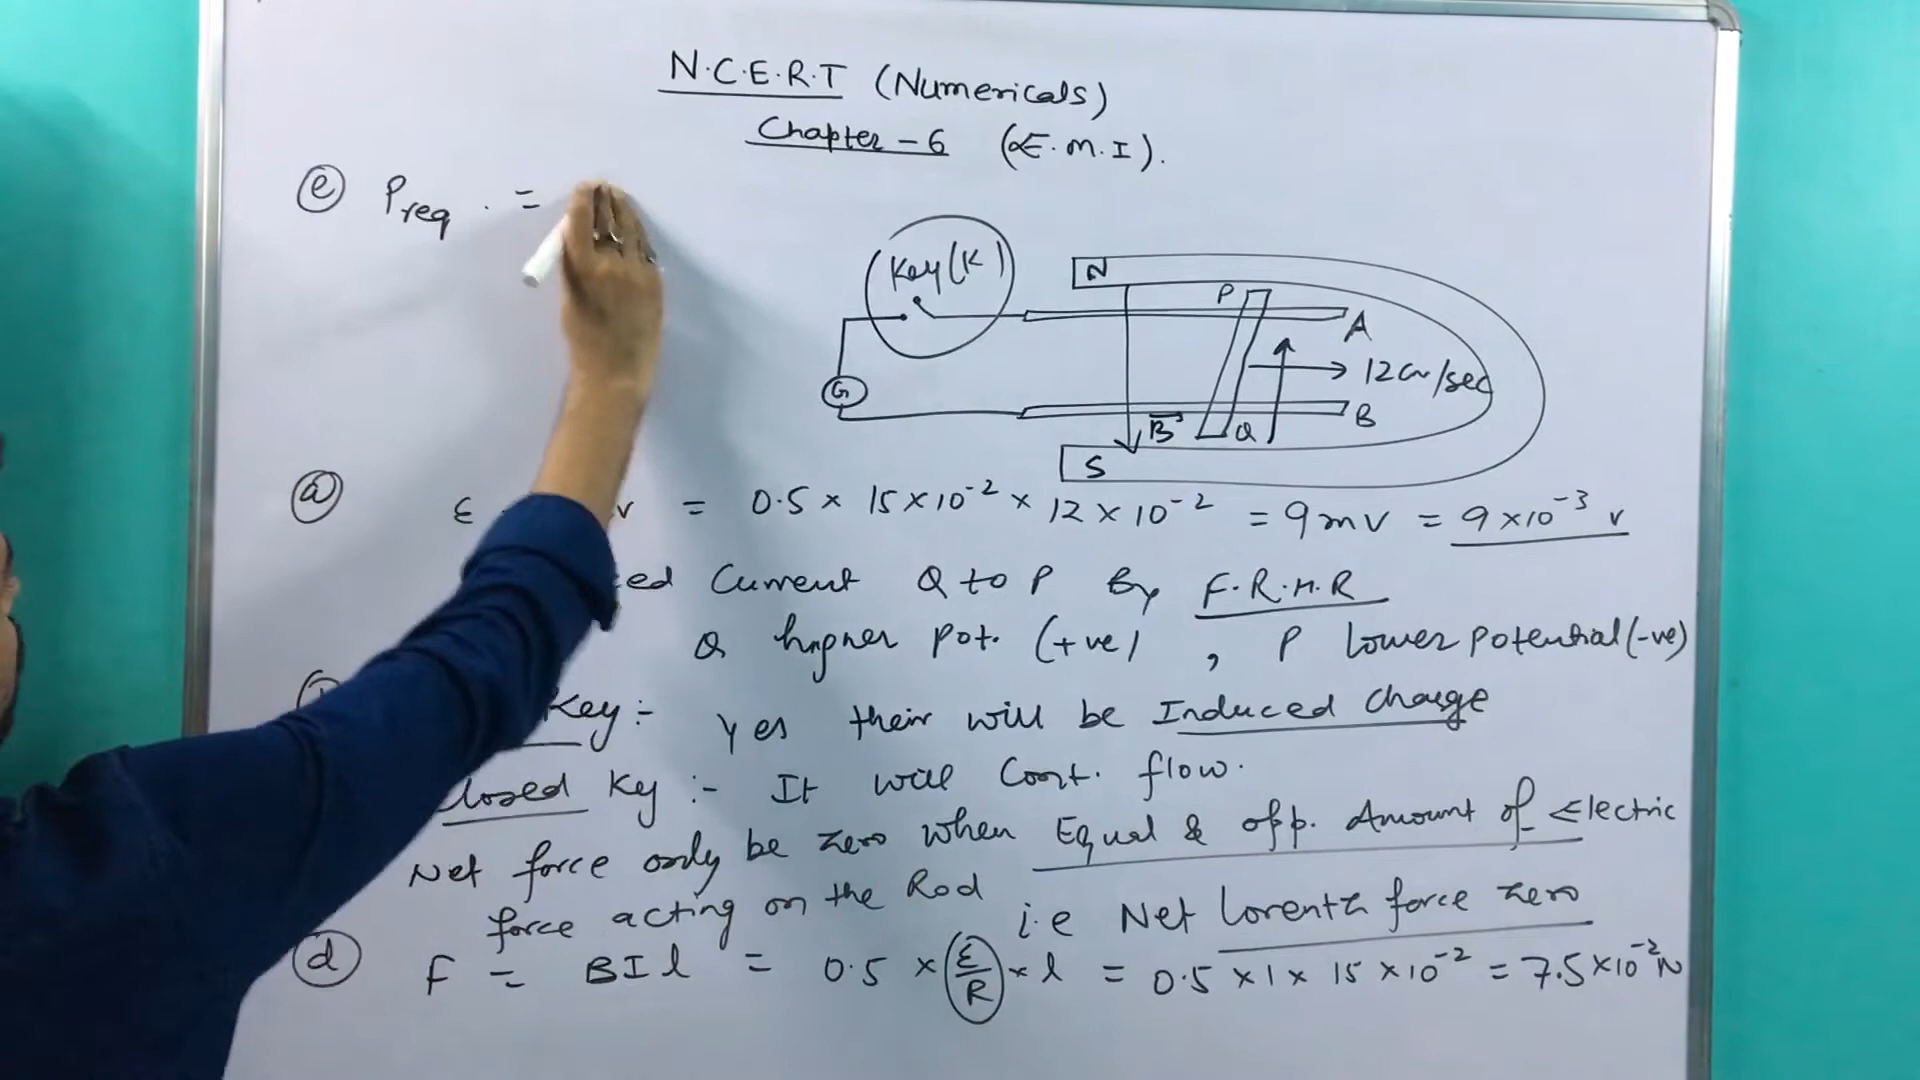 N.C.E.R.T (Numericals)
Chapter - 6 (E.M.I).
(e) Preq. =
Key (K)
N
P
A
12 cm/sec
G
B
B
Q
S
(a) ε v = 0.5 × 15 × 10⁻² × 12 × 10⁻² = 9 mv = 9 × 10⁻³ v
ed Current Q to P By F.R.H.R
Q higher pot. (+ve) , P lower potential (-ve)
Key :- Yes their will be Induced charge
losed Key :- It will Cont. flow.
Net force only be zero when Equal & opp. Amount of Electric
force acting on the Rod i.e Net Lorentz force zero
(d) F = BIl = 0.5 × (ε/R) × l = 0.5 × 1 × 15 × 10⁻² = 7.5 × 10⁻² N